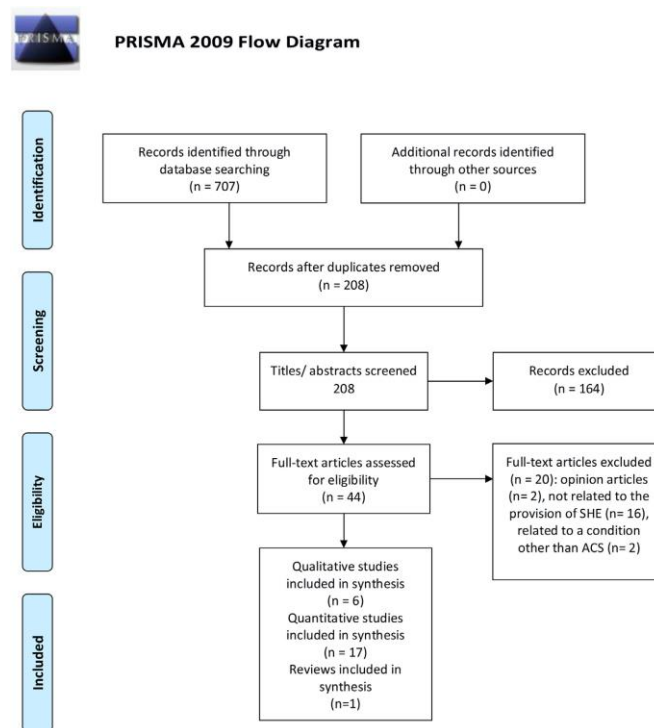 PRISMA
PRISMA 2009 Flow Diagram
Identification
Records identified through
database searching
(n = 707)
Additional records identified
through other sources
(n = 0)
Records after duplicates removed
(n = 208)
Screening
Titles/ abstracts screened
208
Records excluded
(n = 164)
Eligibility
Full-text articles assessed
for eligibility
(n = 44)
Full-text articles excluded
(n = 20): opinion articles
(n= 2), not related to the
provision of SHE (n= 16),
related to a condition
other than ACS (n= 2)
Included
Qualitative studies
included in synthesis
(n = 6)
Quantitative studies
included in synthesis
(n = 17)
Reviews included in
synthesis
(n=1)